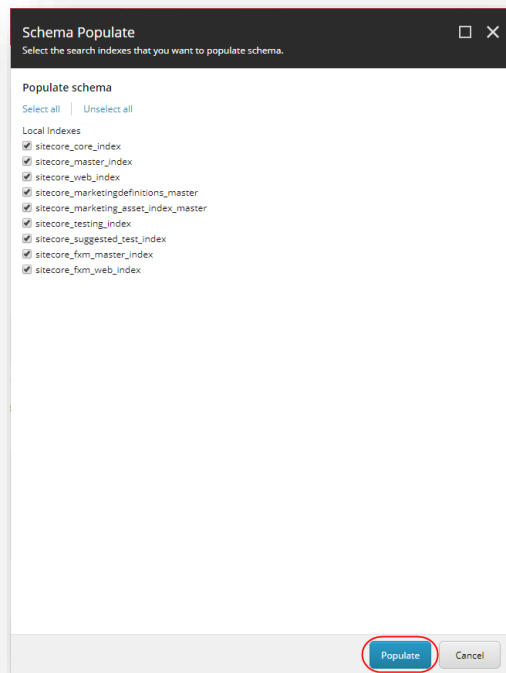 Schema Populate
Select the search indexes that you want to populate schema.
Populate schema
Select all
Unselect all
Local Indexes
sitecore_core_index
sitecore_master_index
sitecore_web_index
sitecore_marketingdefinitions_master
sitecore_marketing_asset_index_master
sitecore_testing_index
sitecore_suggested_test_index
sitecore_fxm_master_index
sitecore_fxm_web_index
Populate
Cancel